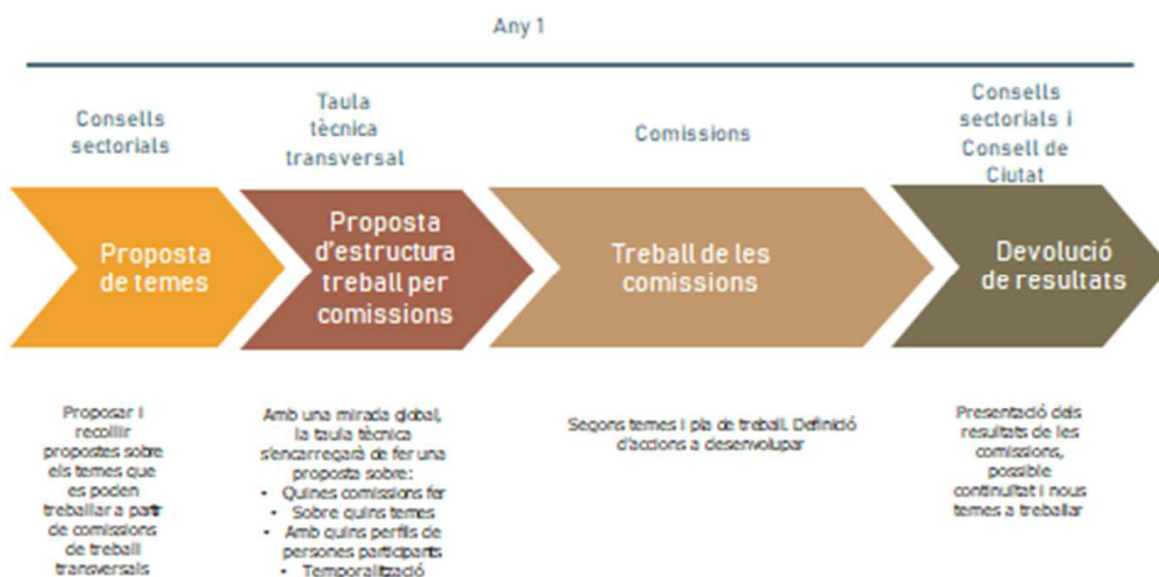 Any 1
Consells
sectorials
Taula
tècnica
transversal
Comissions
Consells
sectorials i
Consell de
Ciutat
Proposta
de temes
Proposta
d'estructura
treball per
comissions
Treball de les
comissions
Devolució
de resultats
Proposar i
recollir
propostes sobre
els temes que
es poden
treballar a partir
de comissions
de treball
transversals
Amb una mirada global,
la taula tècnica
s'encarregarà de fer una
proposta sobre:
• Quines comissions fer
• Sobre quins temes
• Amb quins perfils de
persones participants
• Temporalització
Segons temes i pla de treball. Definició
d'accions a desenvolupar
Presentació dels
resultats de les
comissions,
possible
continuïtat i nous
temes a treballar